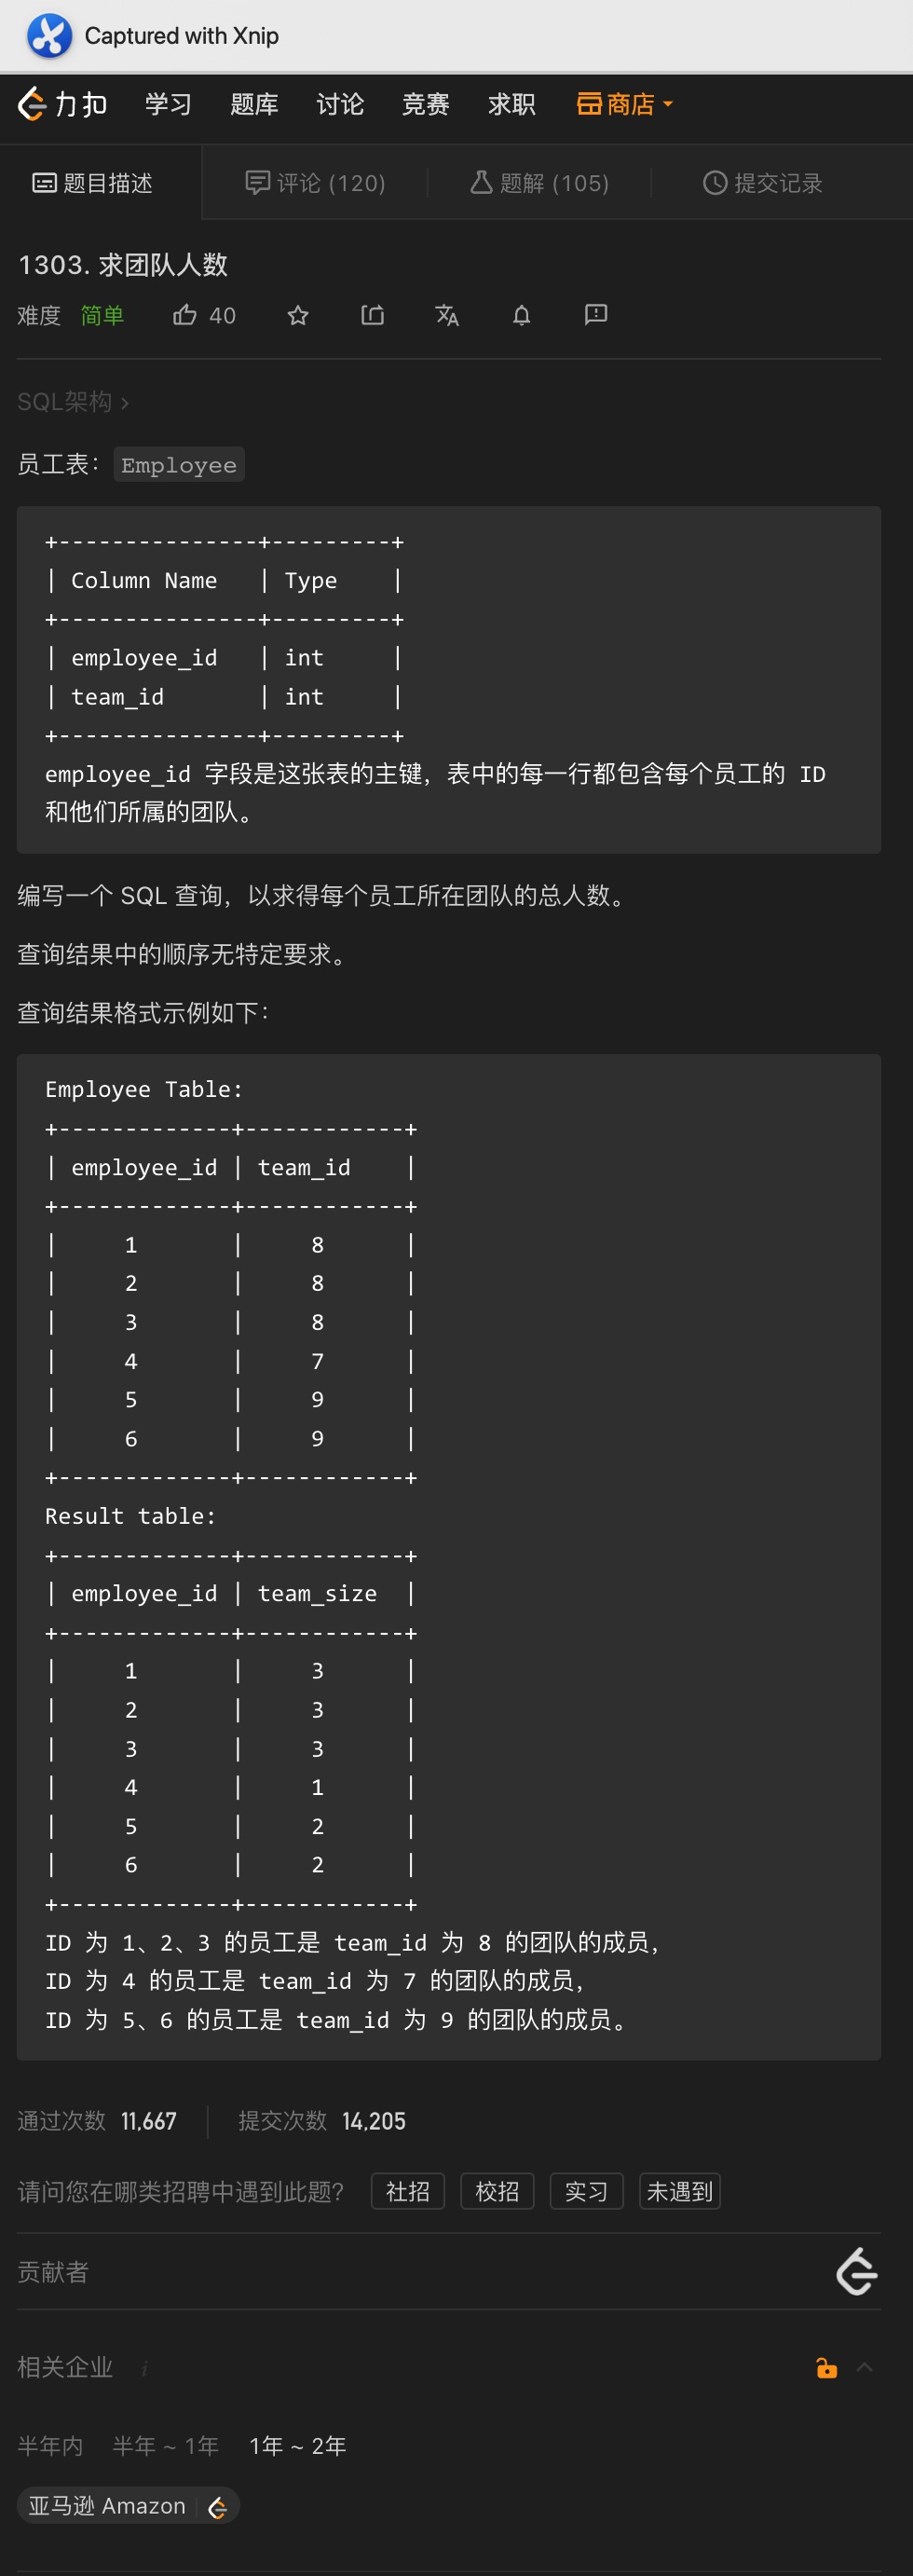 Captured with Xnip
力扣 学习 题库 讨论 竞赛 求职 商店
题目描述 评论 (120) 题解 (105) 提交记录
1303. 求团队人数
难度 简单 40
SQL架构 >
员工表：Employee
+---------------+---------+
| Column Name   | Type    |
+---------------+---------+
| employee_id   | int     |
| team_id       | int     |
+---------------+---------+
employee_id 字段是这张表的主键，表中的每一行都包含每个员工的 ID
和他们所属的团队。
编写一个 SQL 查询，以求得每个员工所在团队的总人数。
查询结果中的顺序无特定要求。
查询结果格式示例如下：
Employee Table:
+-------------+------------+
| employee_id | team_id    |
+-------------+------------+
|     1       |     8      |
|     2       |     8      |
|     3       |     8      |
|     4       |     7      |
|     5       |     9      |
|     6       |     9      |
+-------------+------------+
Result table:
+-------------+------------+
| employee_id | team_size  |
+-------------+------------+
|     1       |     3      |
|     2       |     3      |
|     3       |     3      |
|     4       |     1      |
|     5       |     2      |
|     6       |     2      |
+-------------+------------+
ID 为 1、2、3 的员工是 team_id 为 8 的团队的成员，
ID 为 4 的员工是 team_id 为 7 的团队的成员，
ID 为 5、6 的员工是 team_id 为 9 的团队的成员。
通过次数 11,667 提交次数 14,205
请问您在哪类招聘中遇到此题？ 社招 校招 实习 未遇到
贡献者
相关企业 i
半年内 半年 ~ 1年 1年 ~ 2年
亚马逊 Amazon